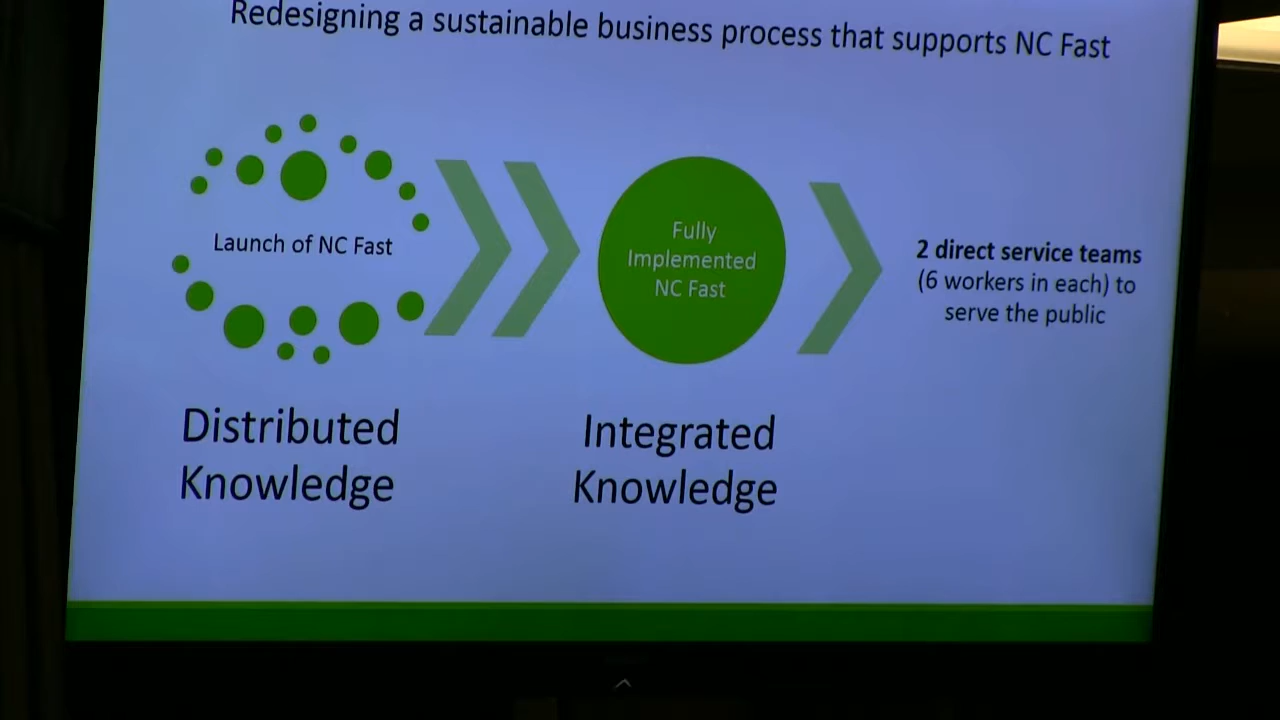 Redesigning a sustainable business process that supports NC Fast
Launch of NC Fast
Fully
Implemented
NC Fast
2 direct service teams
(6 workers in each) to
serve the public
Distributed
Knowledge
Integrated
Knowledge